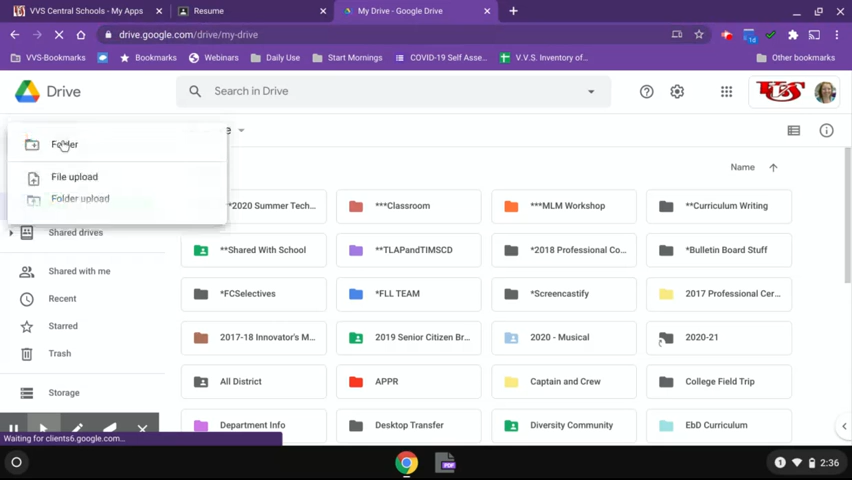 VVS Central Schools - My Apps
Resume
My Drive - Google Drive
drive.google.com/drive/my-drive
VVS-Bookmarks
Bookmarks
Webinars
Daily Use
Start Mornings
COVID-19 Self Asse...
V.V.S. Inventory of...
Other bookmarks
Drive
Search in Drive
VVS
Folder
File upload
Folder upload
Name
**2020 Summer Tech...
***Classroom
***MLM Workshop
**Curriculum Writing
**Shared With School
**TLAPandTIMSCD
*2018 Professional Co...
*Bulletin Board Stuff
Shared drives
Shared with me
*FCSelectives
*FLL TEAM
*Screencastify
2017 Professional Cer...
Recent
Starred
2017-18 Innovator's M...
2019 Senior Citizen Br...
2020 - Musical
2020-21
Trash
All District
APPR
Captain and Crew
College Field Trip
Storage
Department Info
Desktop Transfer
Diversity Community
EbD Curriculum
Waiting for clients6.google.com...
PDF
1
2:36